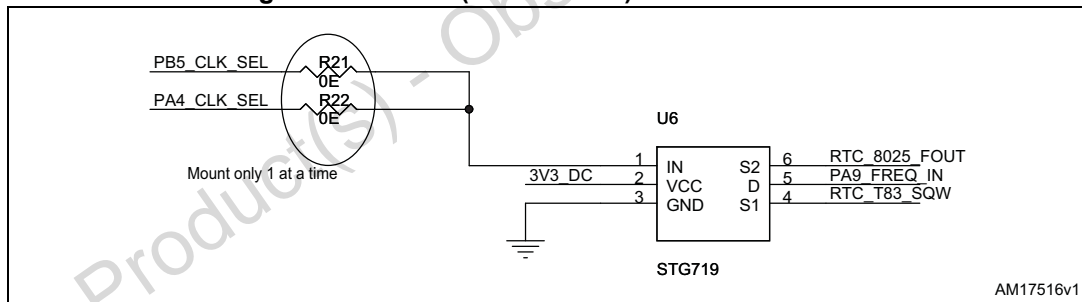 PB5_CLK_SEL
R21
0E
PA4_CLK_SEL
R22
0E
Mount only 1 at a time
U6
3V3_DC
1 IN S2 6 RTC_8025_FOUT
2 VCC D 5 PA9_FREQ_IN
3 GND S1 4 RTC_T83_SQW
STG719
AM17516v1
Product(s) - Obs